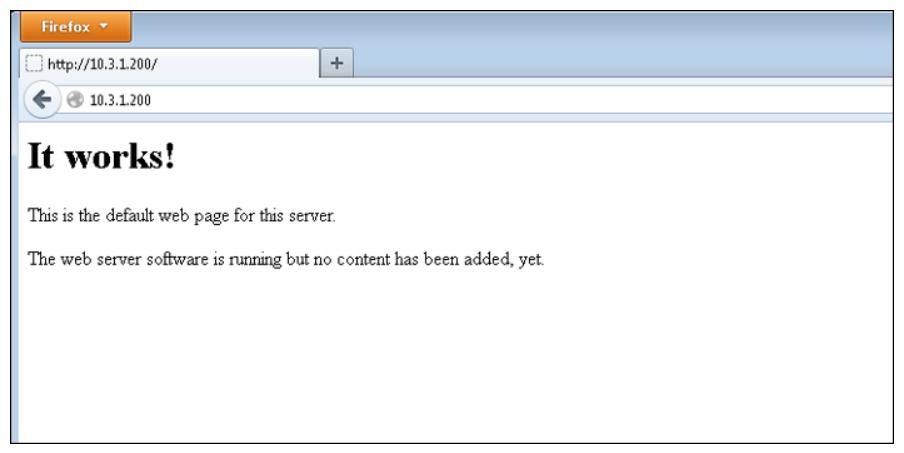 Firefox
http://10.3.1.200/
10.3.1.200
It works!
This is the default web page for this server.
The web server software is running but no content has been added, yet.